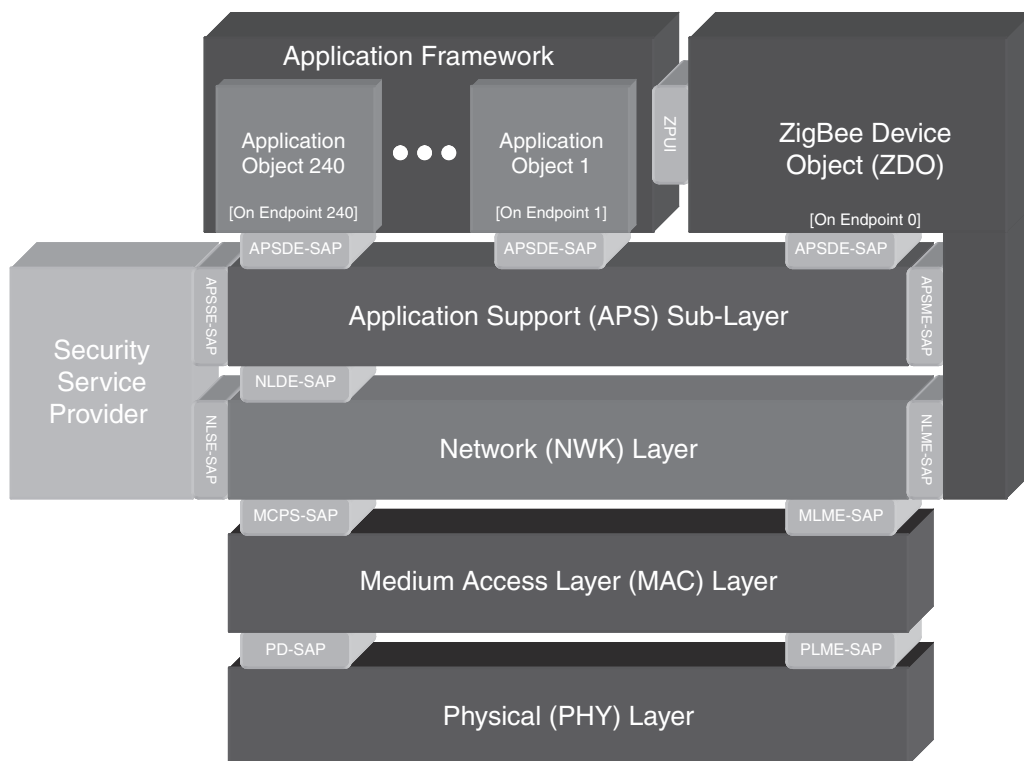 Application Framework
Application
Object 240
[On Endpoint 240]
Application
Object 1
[On Endpoint 1]
ZPUI
ZigBee Device
Object (ZDO)
[On Endpoint 0]
APSDE-SAP
APSDE-SAP
APSDE-SAP
Security
Service
Provider
APSSE-SAP
Application Support (APS) Sub-Layer
APSME-SAP
NLDE-SAP
NLSE-SAP
Network (NWK) Layer
NLME-SAP
MCPS-SAP
MLME-SAP
Medium Access Layer (MAC) Layer
PD-SAP
PLME-SAP
Physical (PHY) Layer